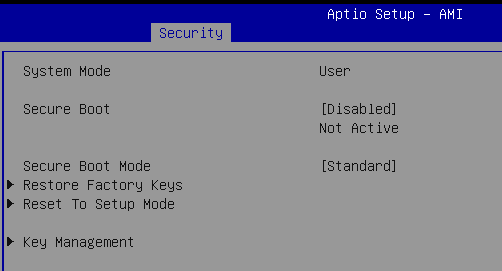 Aptio Setup – AMI
Security
System Mode User
Secure Boot [Disabled]
Not Active
Secure Boot Mode [Standard]
Restore Factory Keys
Reset To Setup Mode
Key Management